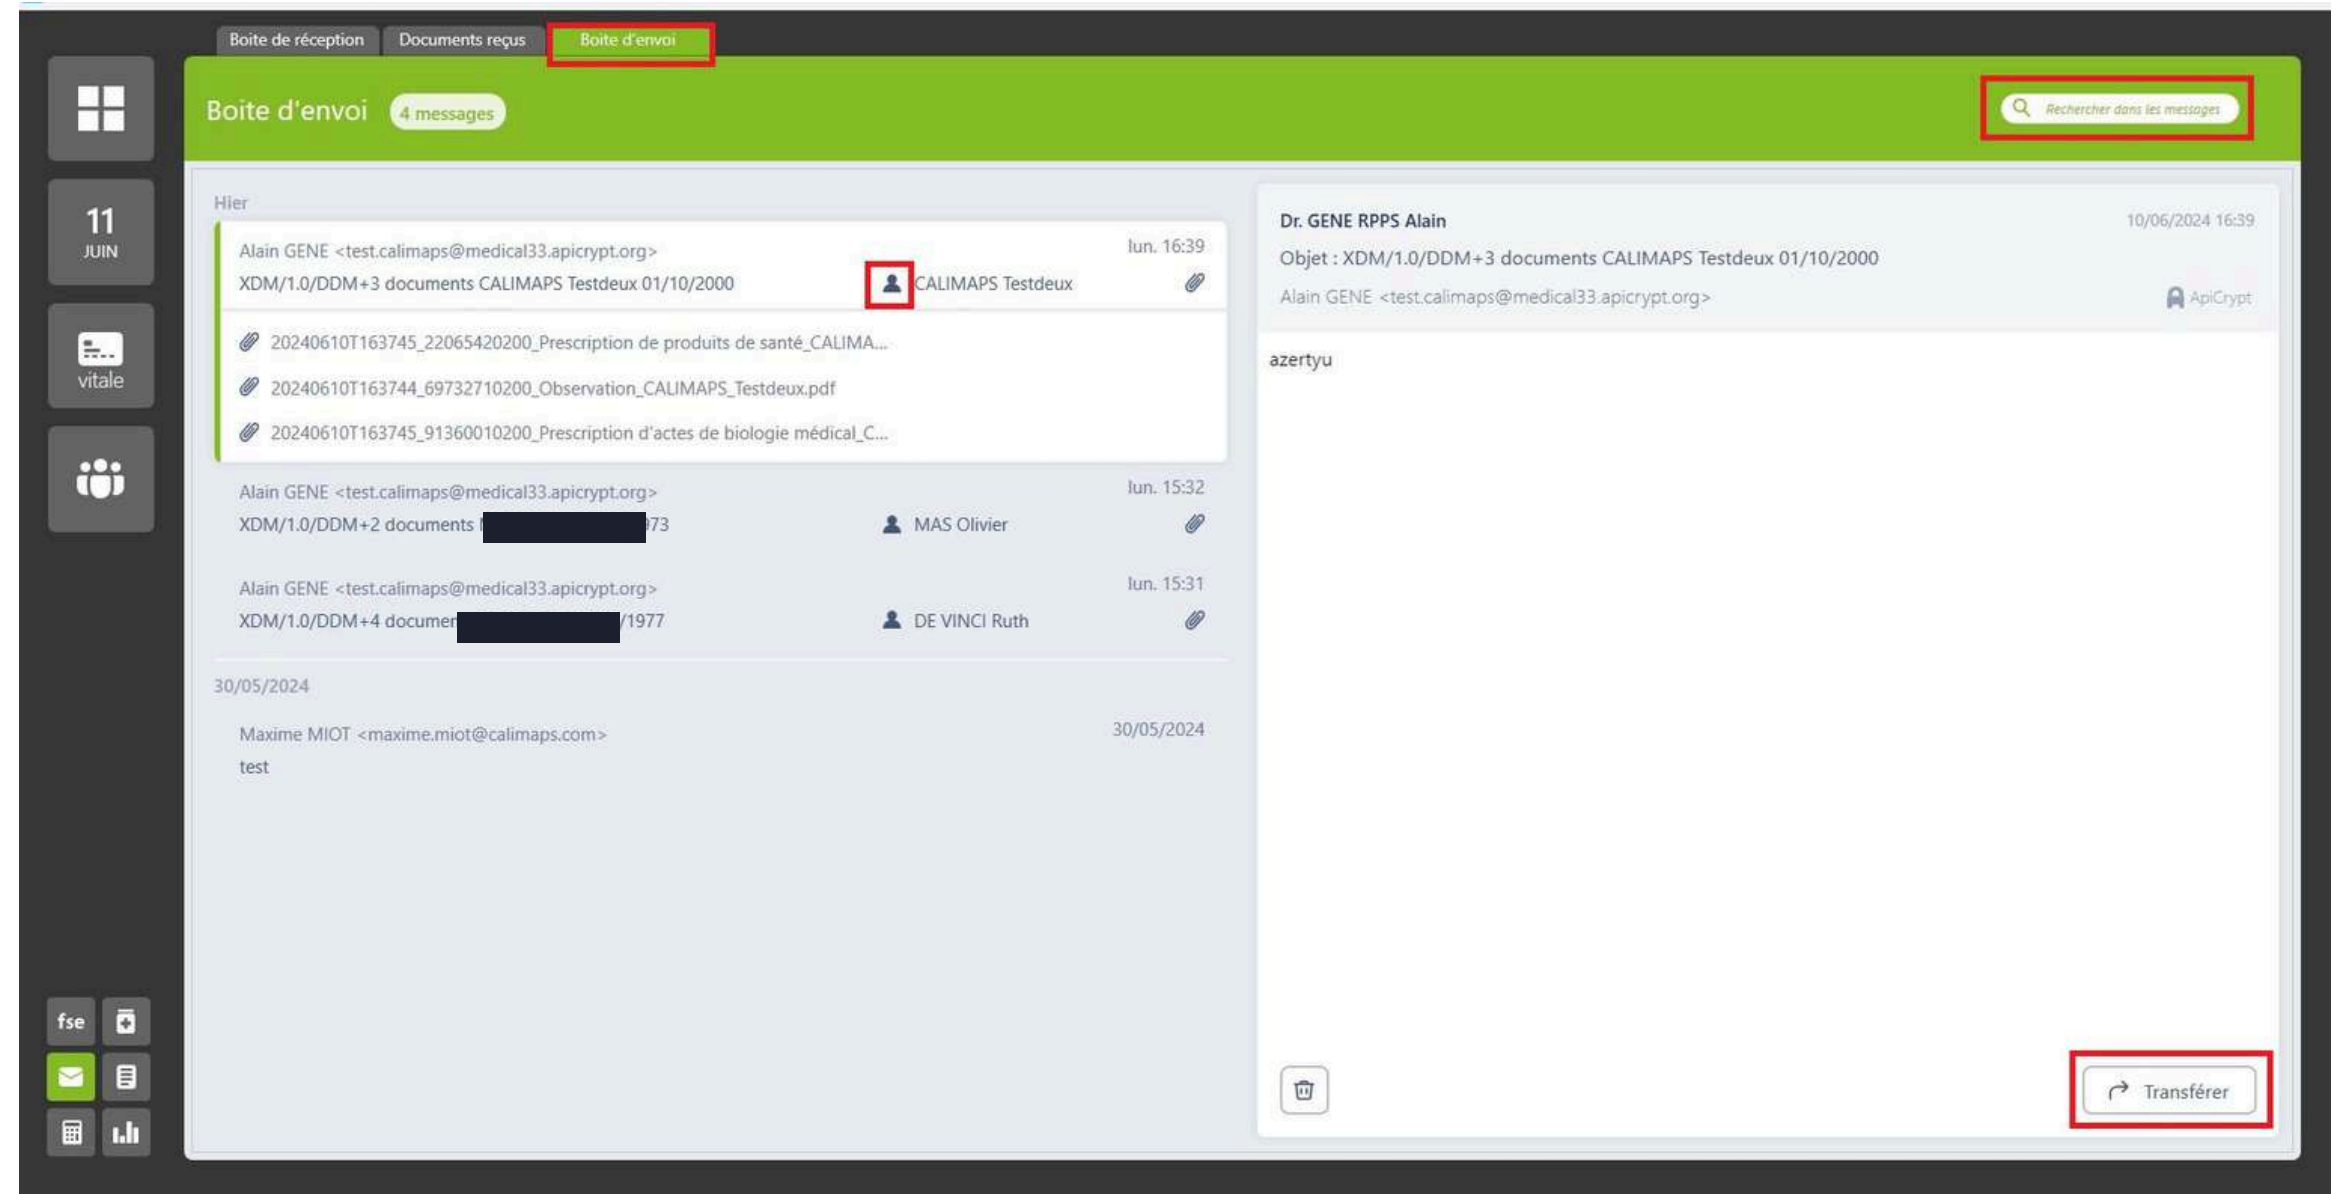 Boite de réception Documents reçus Boite d'envoi
Boite d'envoi 4 messages
Rechercher dans les messages
11
JUIN
vitale
fse
Hier
Alain GENE <test.calimaps@medical33.apicrypt.org> lun. 16:39
XDM/1.0/DDM+3 documents CALIMAPS Testdeux 01/10/2000 CALIMAPS Testdeux
20240610T163745_22065420200_Prescription de produits de santé_CALIMA...
20240610T163744_69732710200_Observation_CALIMAPS_Testdeux.pdf
20240610T163745_91360010200_Prescription d'actes de biologie médical_C...
Alain GENE <test.calimaps@medical33.apicrypt.org> lun. 15:32
XDM/1.0/DDM+2 documents 973 MAS Olivier
Alain GENE <test.calimaps@medical33.apicrypt.org> lun. 15:31
XDM/1.0/DDM+4 documen /1977 DE VINCI Ruth
30/05/2024
Maxime MIOT <maxime.miot@calimaps.com> 30/05/2024
test
Dr. GENE RPPS Alain 10/06/2024 16:39
Objet : XDM/1.0/DDM+3 documents CALIMAPS Testdeux 01/10/2000
Alain GENE <test.calimaps@medical33.apicrypt.org> ApiCrypt
azertyu
Transférer